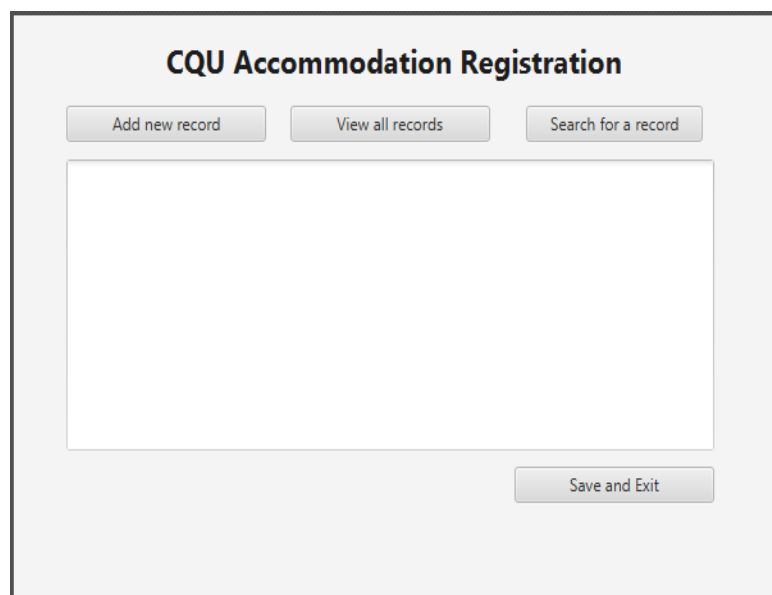 CQU Accommodation Registration
Add new record View all records Search for a record
Save and Exit